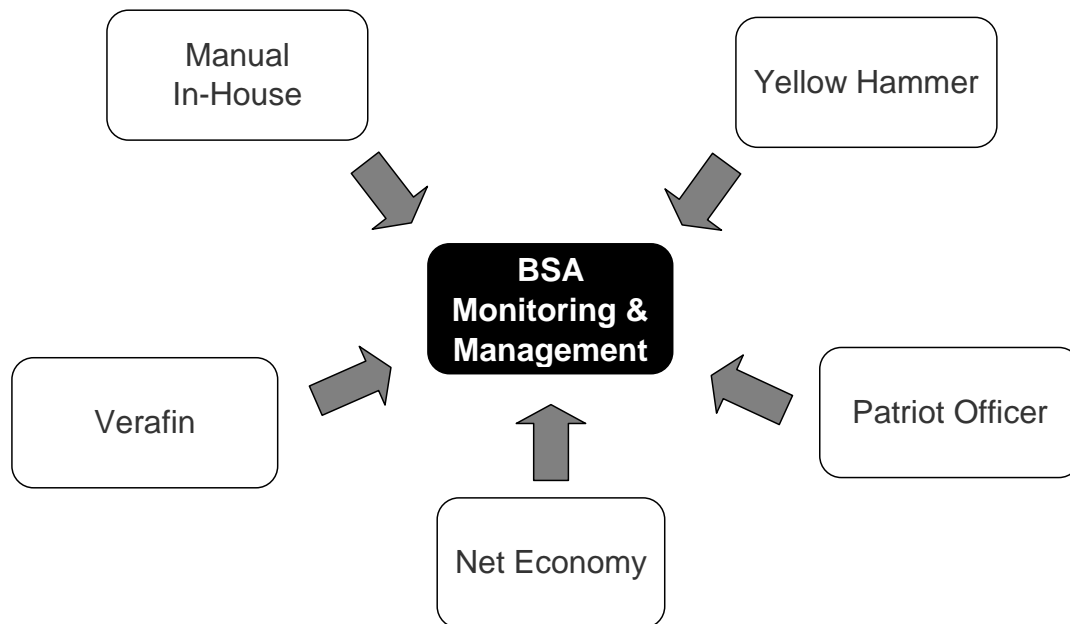 Manual
In-House
Yellow Hammer
BSA
Monitoring &
Management
Verafin
Patriot Officer
Net Economy